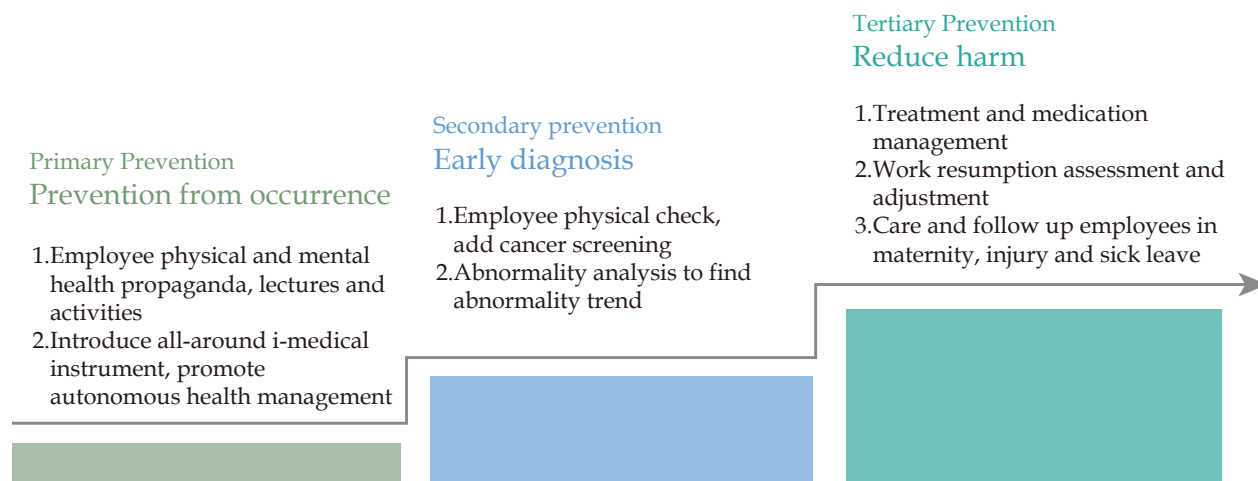 Primary Prevention
Prevention from occurrence
1.Employee physical and mental
health propaganda, lectures and
activities
2.Introduce all-around i-medical
instrument, promote
autonomous health management
Secondary prevention
Early diagnosis
1.Employee physical check,
add cancer screening
2.Abnormality analysis to find
abnormality trend
Tertiary Prevention
Reduce harm
1.Treatment and medication
management
2.Work resumption assessment and
adjustment
3.Care and follow up employees in
maternity, injury and sick leave